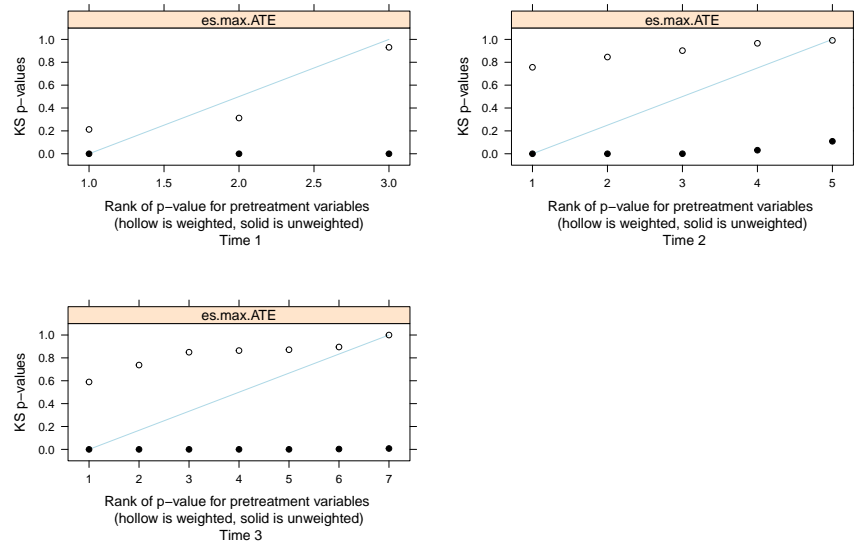 es.max.ATE
KS p−values
1.0
0.8
0.6
0.4
0.2
0.0
1.0 1.5 2.0 2.5 3.0
Rank of p−value for pretreatment variables
(hollow is weighted, solid is unweighted)
Time 1
es.max.ATE
KS p−values
1.0
0.8
0.6
0.4
0.2
0.0
1 2 3 4 5
Rank of p−value for pretreatment variables
(hollow is weighted, solid is unweighted)
Time 2
es.max.ATE
KS p−values
1.0
0.8
0.6
0.4
0.2
0.0
1 2 3 4 5 6 7
Rank of p−value for pretreatment variables
(hollow is weighted, solid is unweighted)
Time 3